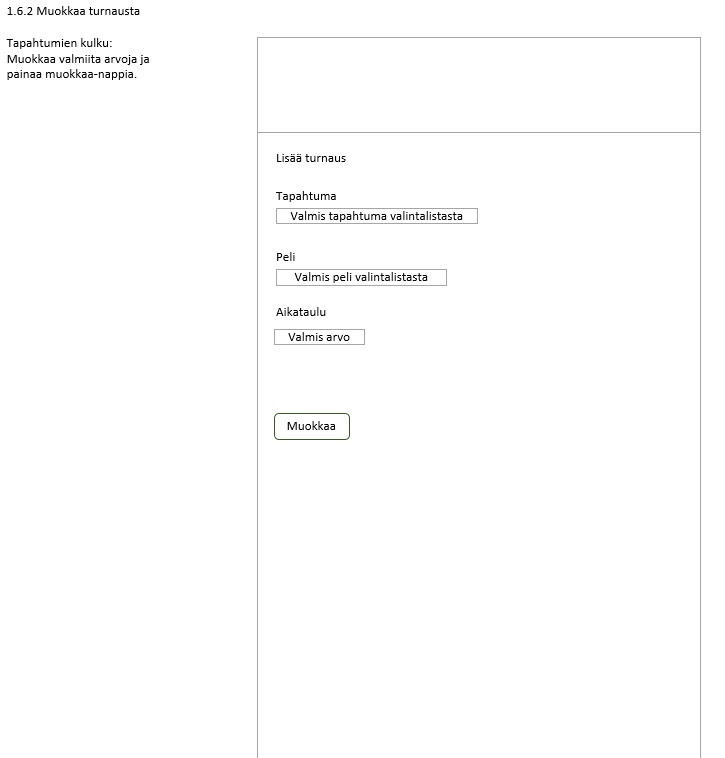 1.6.2 Muokkaa turnausta
Tapahtumien kulku:
Muokkaa valmiita arvoja ja
painaa muokkaa-nappia.
Lisää turnaus
Tapahtuma
Valmis tapahtuma valintalistasta
Peli
Valmis peli valintalistasta
Aikataulu
Valmis arvo
Muokkaa